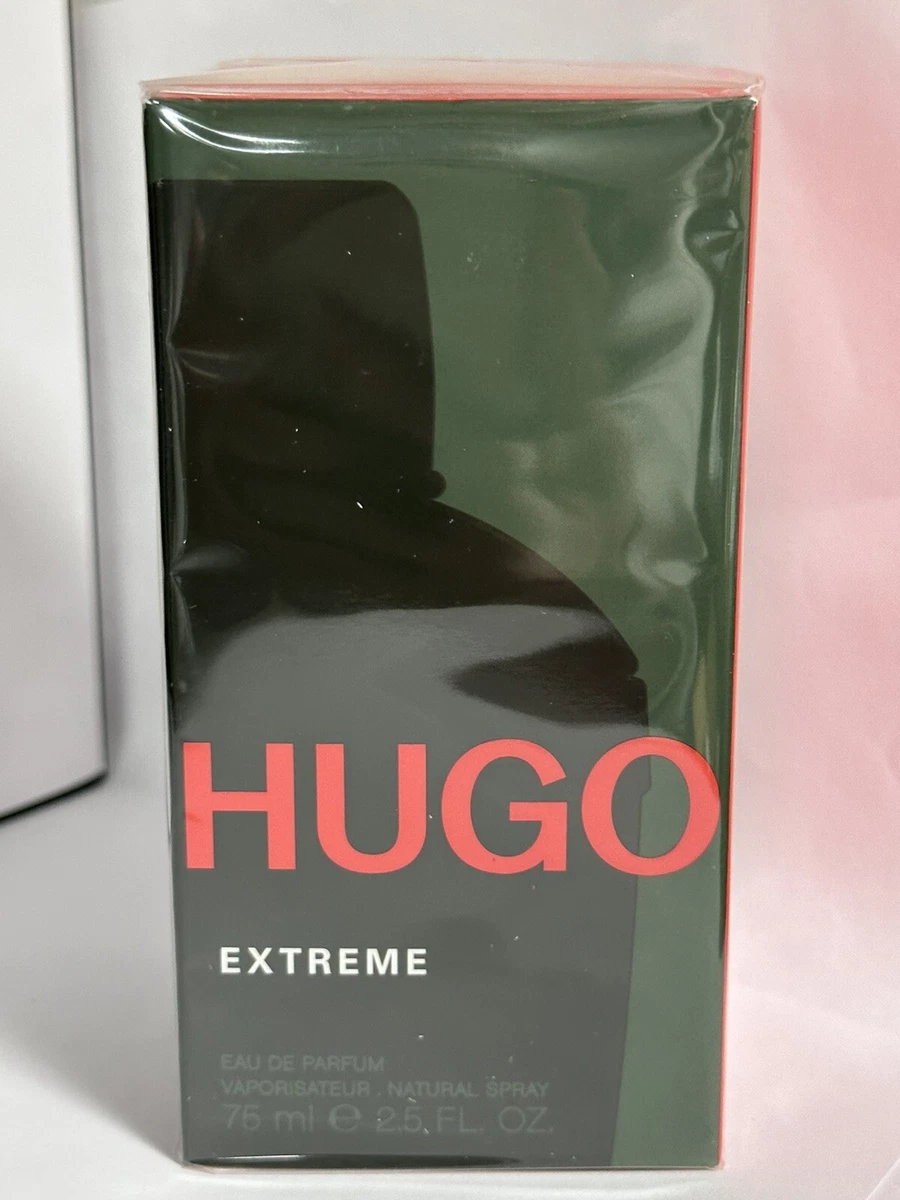 HUGO
EXTREME
EAU DE PARFUM
VAPORISATEUR . NATURAL SPRAY
75 ml ℮ 2.5 FL. OZ.